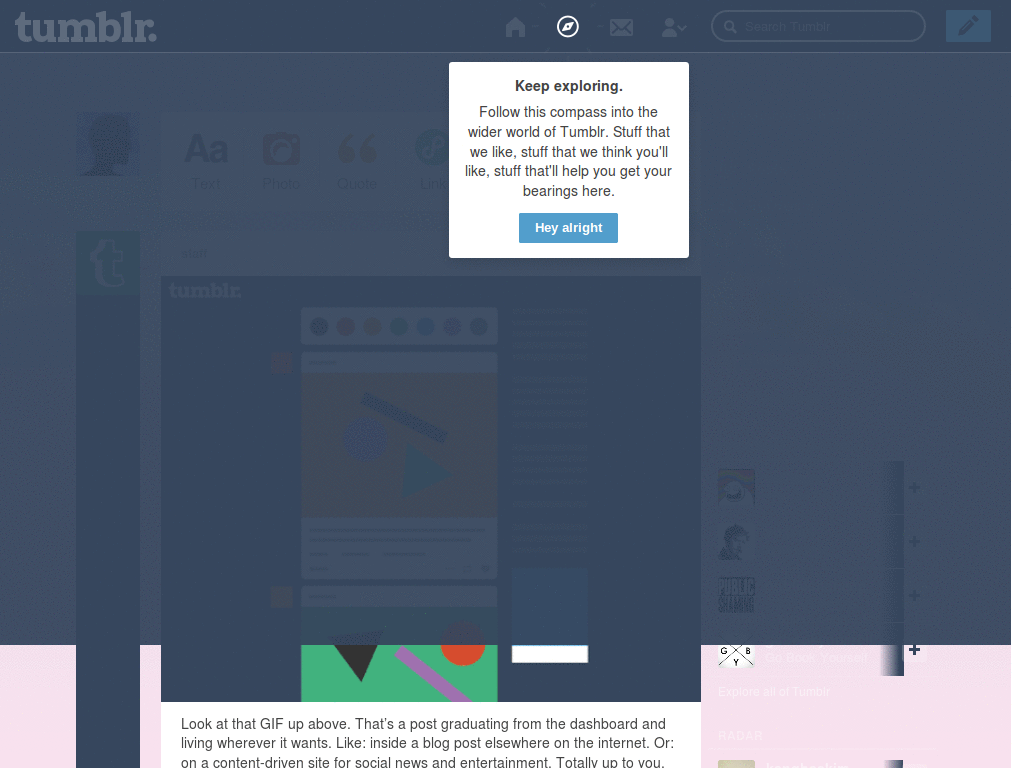 tumblr.
Search Tumblr
Keep exploring.
Follow this compass into the
wider world of Tumblr. Stuff that
we like, stuff that we think you'll
like, stuff that'll help you get your
bearings here.
Hey alright
Aa
Text
Photo
Quote
Link
staff
tumblr.
PUBLIC
G B
Y
Explore all of Tumblr
RADAR
Look at that GIF up above. That's a post graduating from the dashboard and
living wherever it wants. Like: inside a blog post elsewhere on the internet. Or:
on a content-driven site for social news and entertainment. Totally up to you.